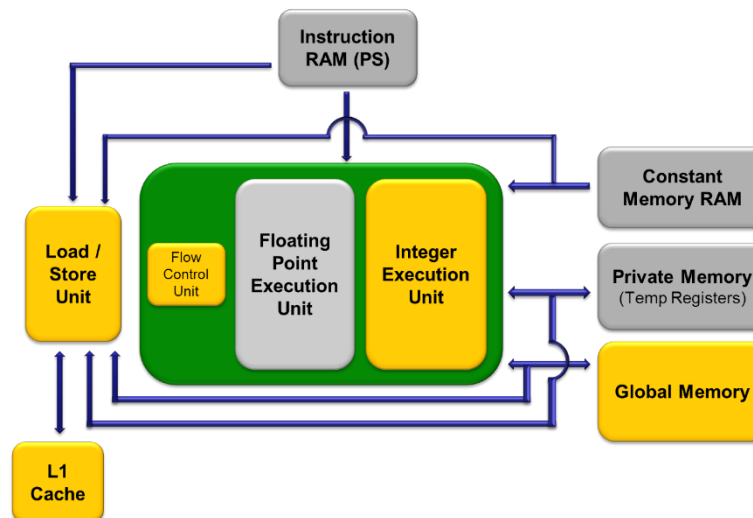 Instruction
RAM (PS)
Constant
Memory RAM
Load /
Store
Unit
Flow
Control
Unit
Floating
Point
Execution
Unit
Integer
Execution
Unit
Private Memory
(Temp Registers)
Global Memory
L1
Cache